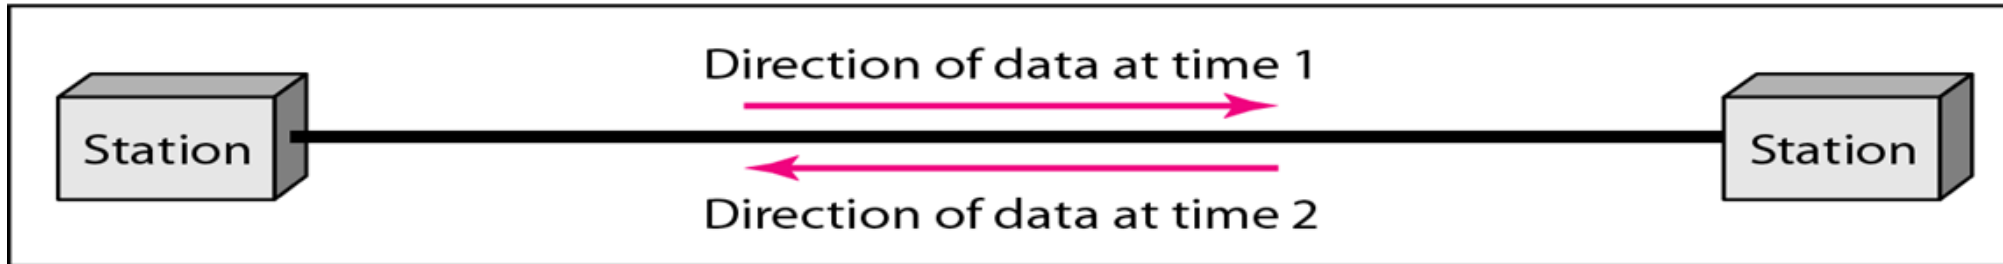 Direction of data at time 1
Station
Station
Direction of data at time 2